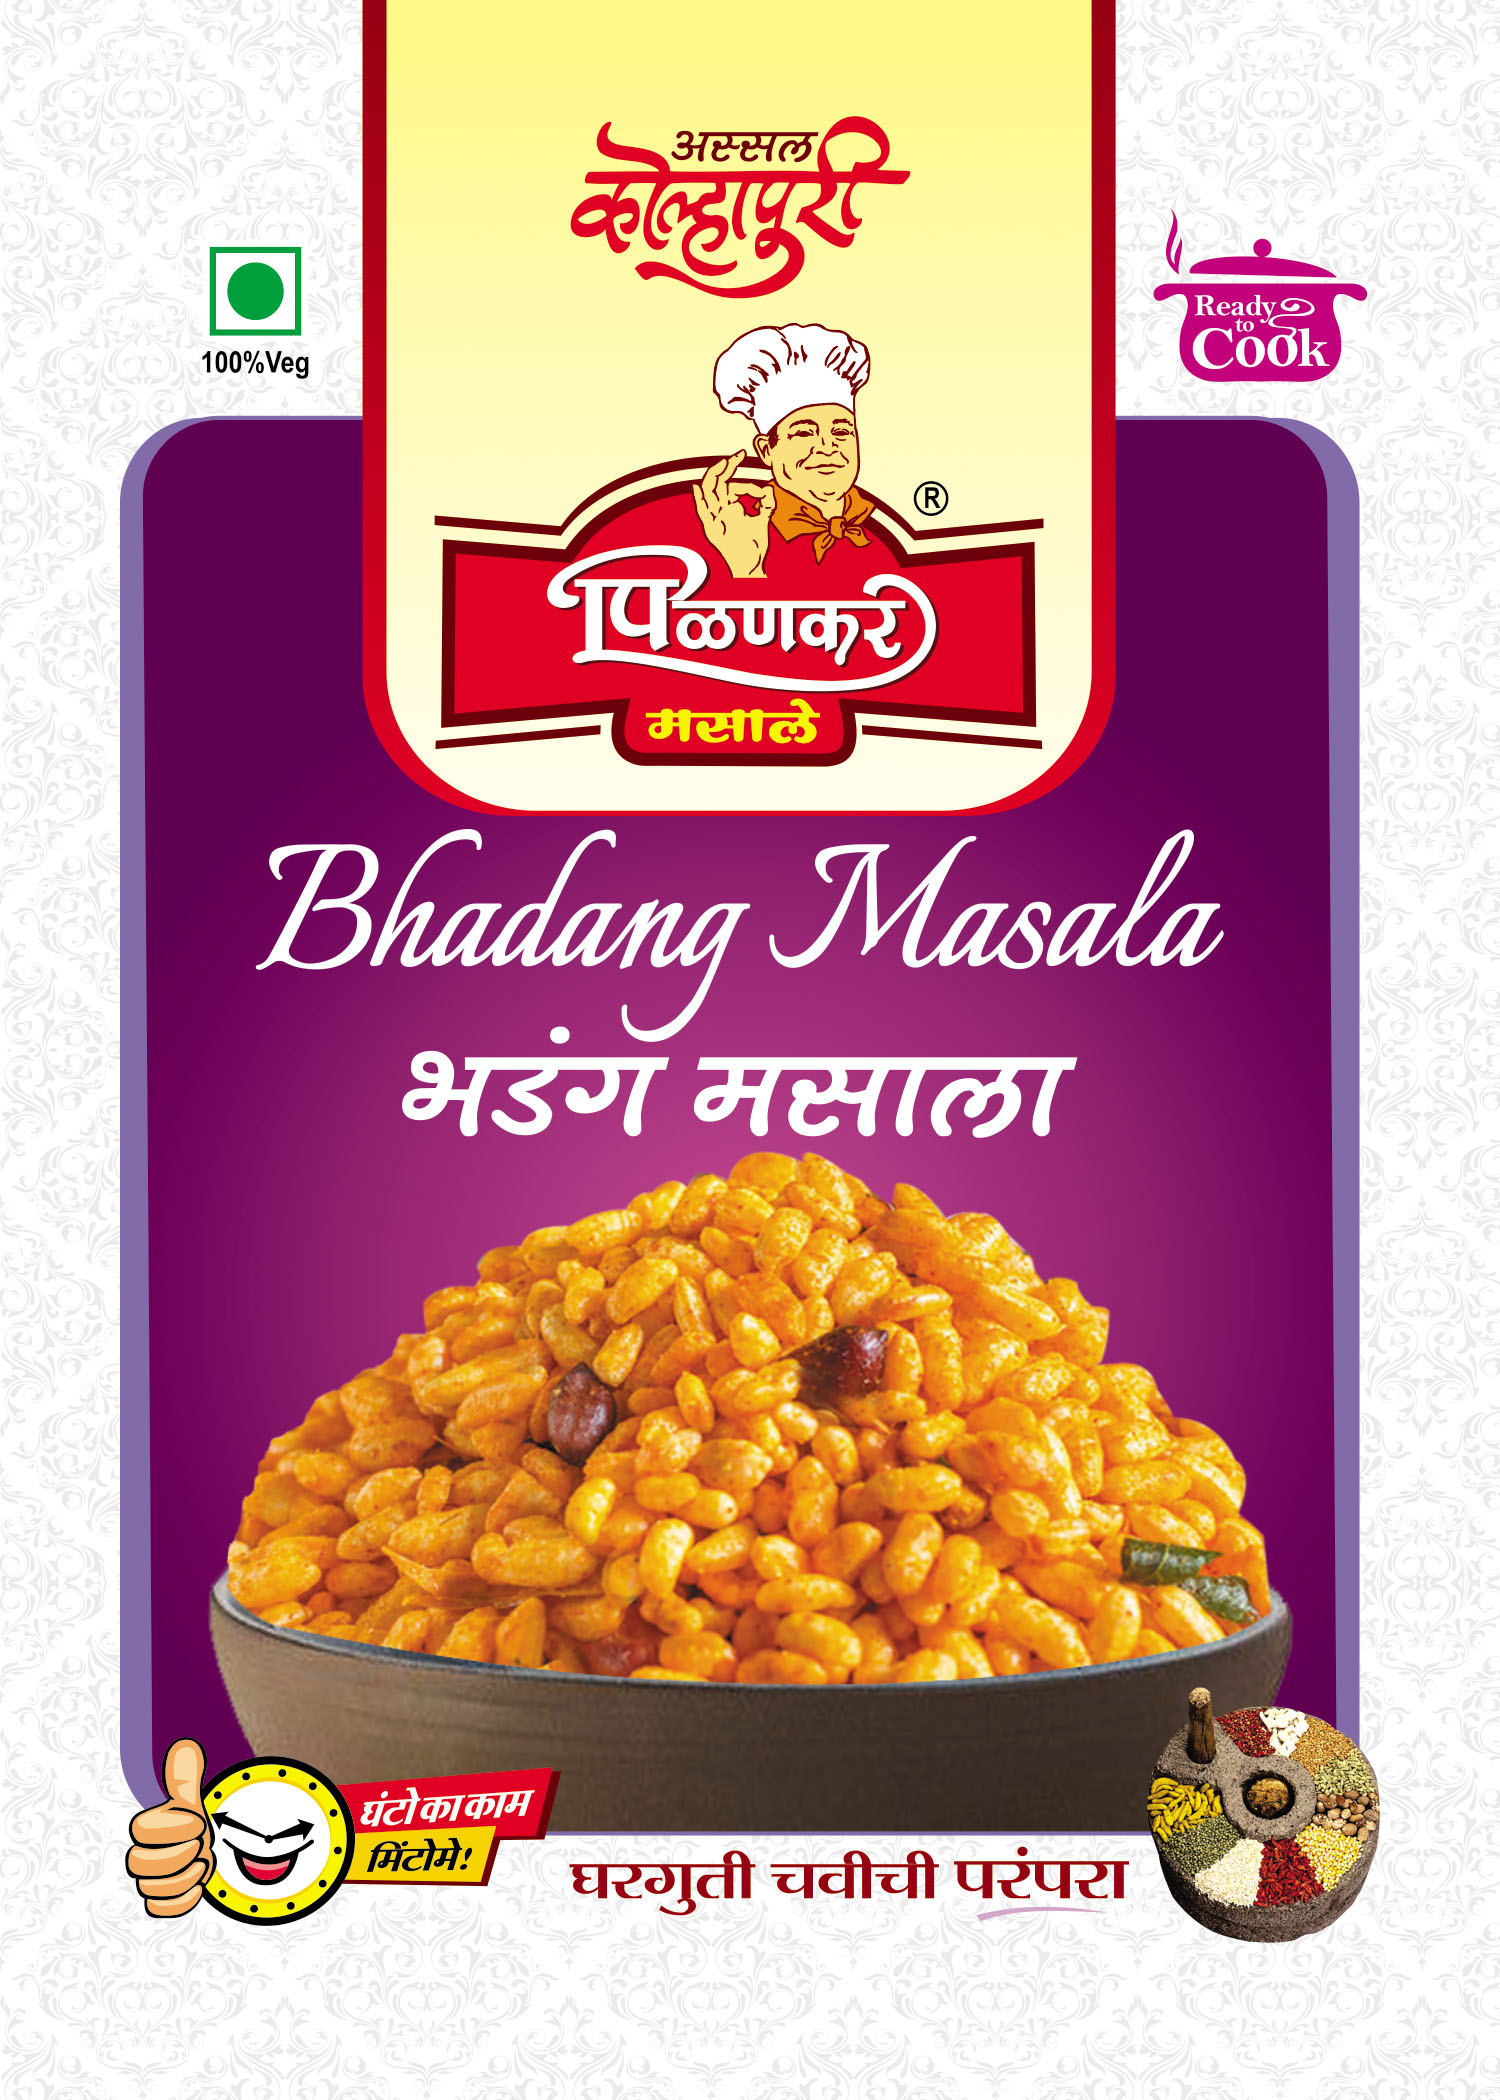 अस्सल
कोल्हापुरी
100%Veg
Ready
to
Cook
®
पिळणकर
मसाले
Bhadang Masala
भडंग मसाला
घंटो का काम
मिंटोमे!
घरगुती चवीची परंपरा